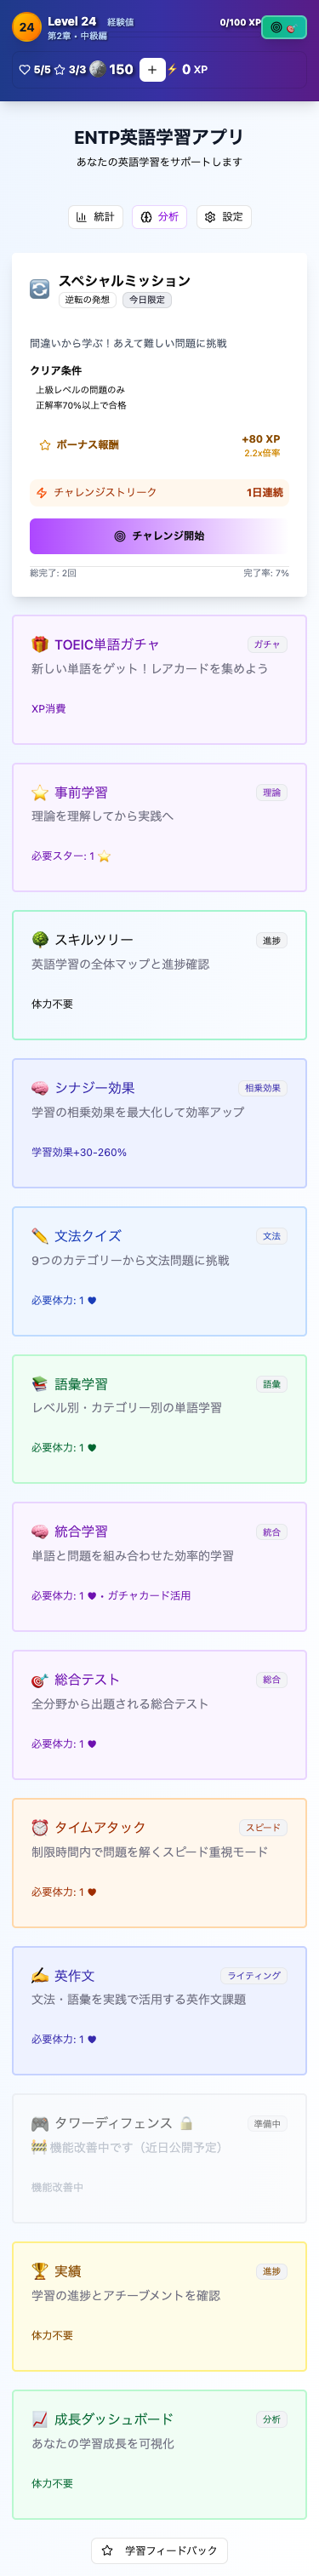 24
Level 24 経験値
第2章・中級編
0/100 XP
5/5 3/3 150 + 0 XP
ENTP英語学習アプリ
あなたの英語学習をサポートします
統計 分析 設定
スペシャルミッション
逆転の発想 今日限定
間違いから学ぶ！あえて難しい問題に挑戦
クリア条件
上級レベルの問題のみ
正解率70%以上で合格
ボーナス報酬
+80 XP
2.2x倍率
チャレンジストリーク 1日連続
チャレンジ開始
総完了: 2回 完了率: 7%
TOEIC単語ガチャ ガチャ
新しい単語をゲット！レアカードを集めよう
XP消費
事前学習 理論
理論を理解してから実践へ
必要スター: 1
スキルツリー 進捗
英語学習の全体マップと進捗確認
体力不要
シナジー効果 相乗効果
学習の相乗効果を最大化して効率アップ
学習効果+30-260%
文法クイズ 文法
9つのカテゴリーから文法問題に挑戦
必要体力: 1
語彙学習 語彙
レベル別・カテゴリー別の単語学習
必要体力: 1
統合学習 統合
単語と問題を組み合わせた効率的学習
必要体力: 1 • ガチャカード活用
総合テスト 総合
全分野から出題される総合テスト
必要体力: 1
タイムアタック スピード
制限時間内で問題を解くスピード重視モード
必要体力: 1
英作文 ライティング
文法・語彙を実践で活用する英作文課題
必要体力: 1
タワーディフェンス 準備中
機能改善中です（近日公開予定）
機能改善中
実績 進捗
学習の進捗とアチーブメントを確認
体力不要
成長ダッシュボード 分析
あなたの学習成長を可視化
体力不要
学習フィードバック